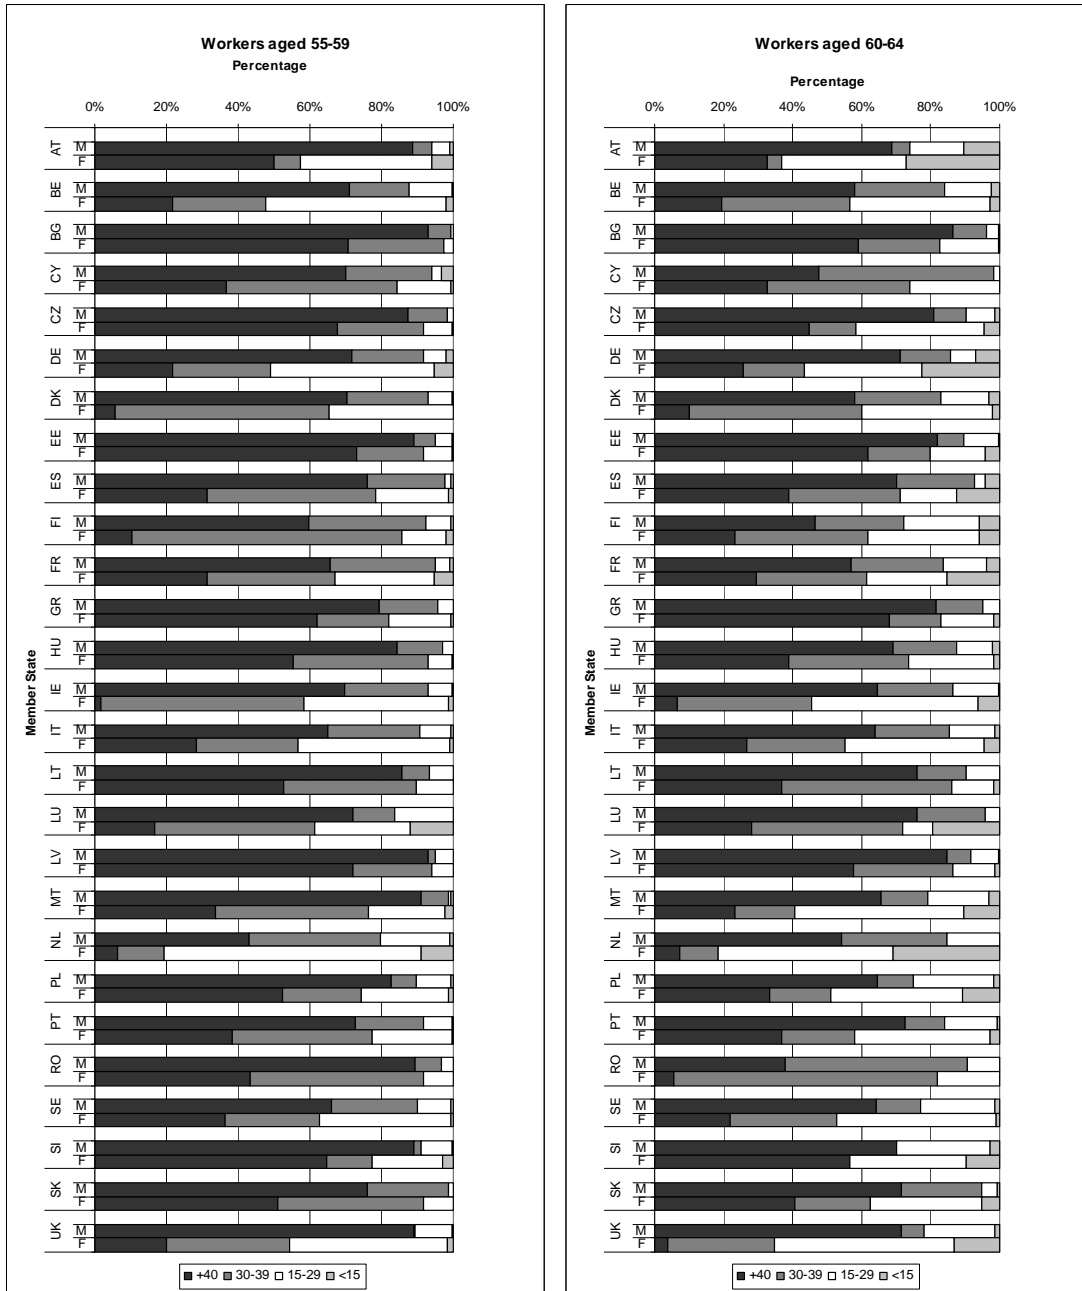 Workers aged 55-59
Percentage
0% 20% 40% 60% 80% 100%
Member State
AT M
F
BE M
F
BG M
F
CY M
F
CZ M
F
DE M
F
DK M
F
EE M
F
ES M
F
FI M
F
FR M
F
GR M
F
HU M
F
IE M
F
IT M
F
LT M
F
LU M
F
LV M
F
MT M
F
NL M
F
PL M
F
PT M
F
RO M
F
SE M
F
SI M
F
SK M
F
UK M
F
+40 30-39 15-29 <15
Workers aged 60-64
Percentage
0% 20% 40% 60% 80% 100%
Member State
AT M
F
BE M
F
BG M
F
CY M
F
CZ M
F
DE M
F
DK M
F
EE M
F
ES M
F
FI M
F
FR M
F
GR M
F
HU M
F
IE M
F
IT M
F
LT M
F
LU M
F
LV M
F
MT M
F
NL M
F
PL M
F
PT M
F
RO M
F
SE M
F
SI M
F
SK M
F
UK M
F
+40 30-39 15-29 <15